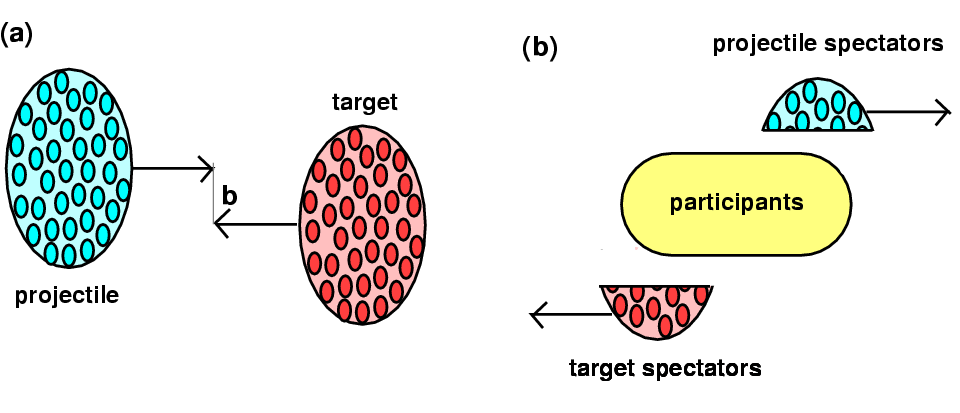 (a)
target
b
projectile
(b)
projectile spectators
participants
target spectators